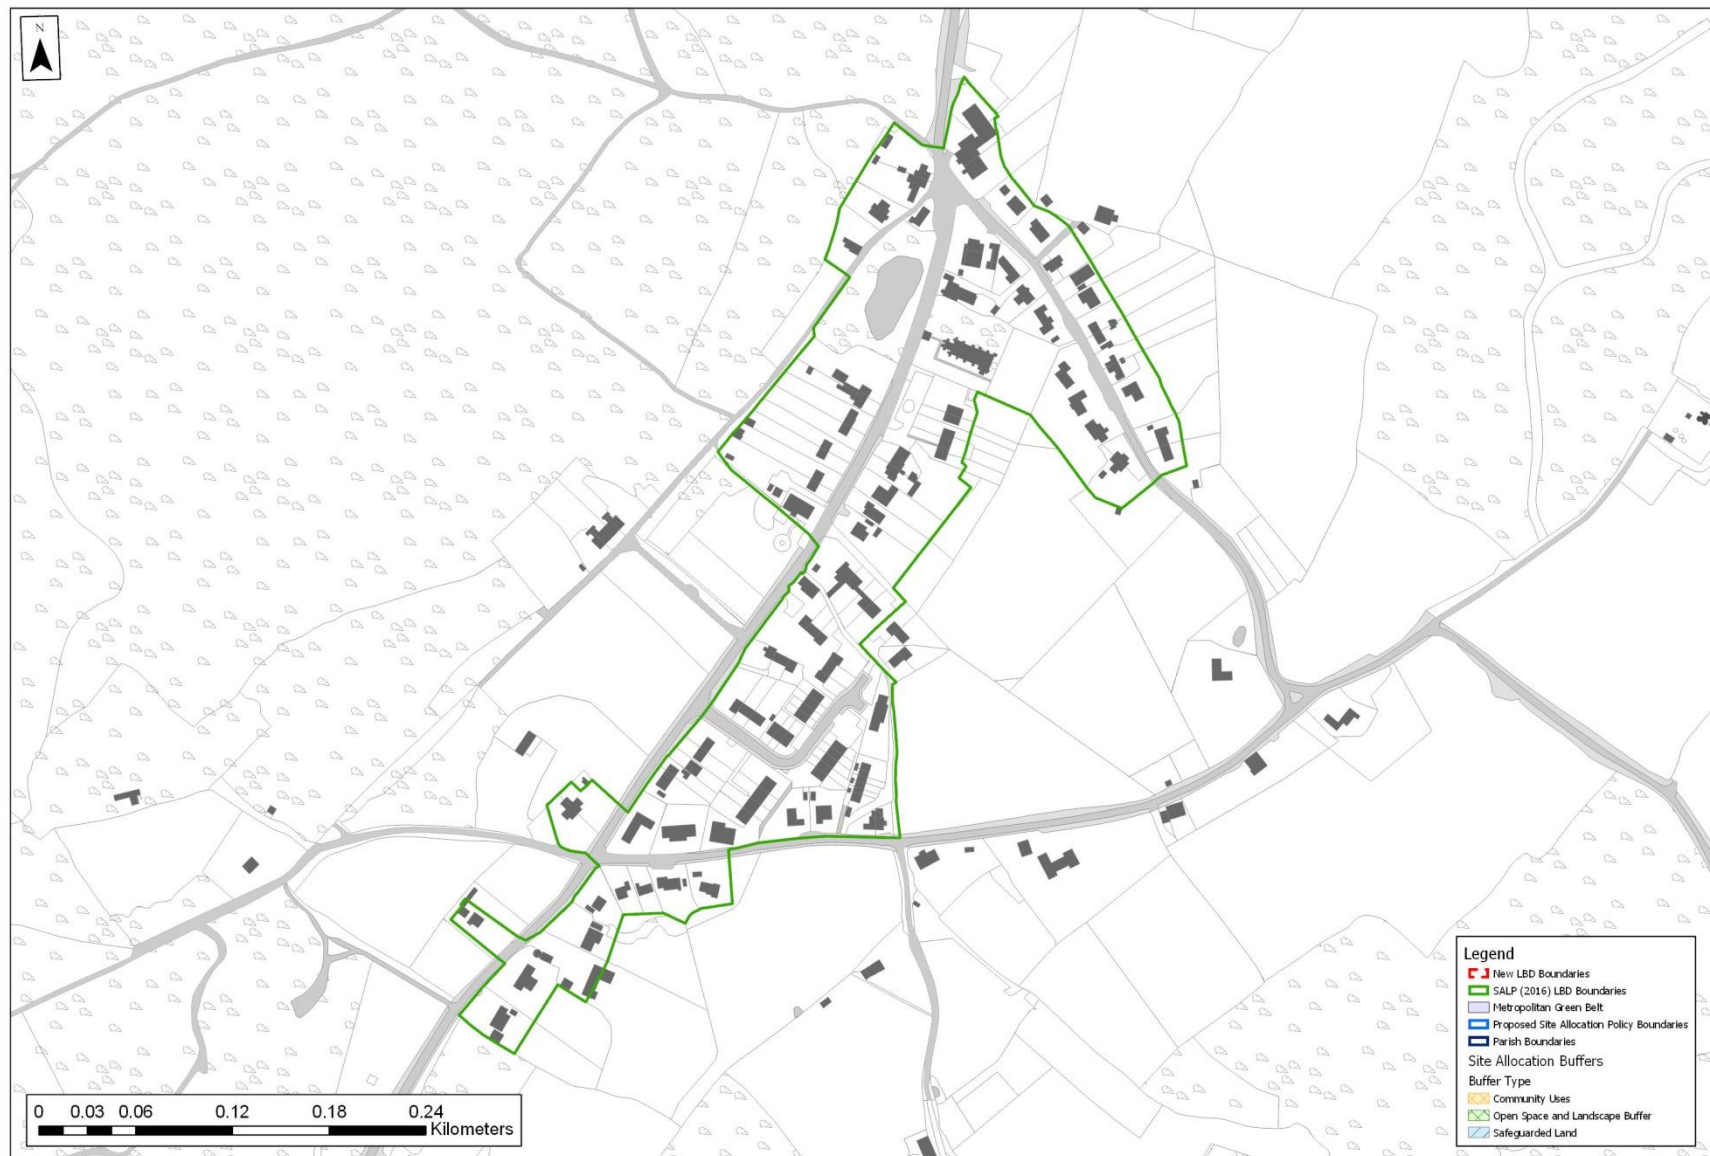 N
Legend
New LBD Boundaries
SALP (2016) LBD Boundaries
Metropolitan Green Belt
Proposed Site Allocation Policy Boundaries
Parish Boundaries
Site Allocation Buffers
Buffer Type
Community Uses
Open Space and Landscape Buffer
Safeguarded Land
0 0.03 0.06 0.12 0.18 0.24
Kilometers